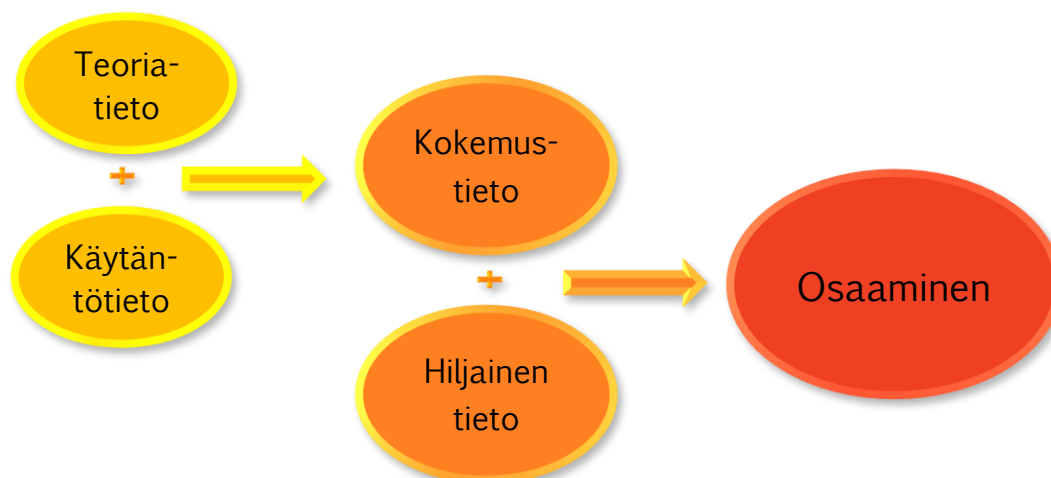 Teoria-
tieto
+
Käytän-
tötieto
Kokemus-
tieto
+
Hiljainen
tieto
Osaaminen